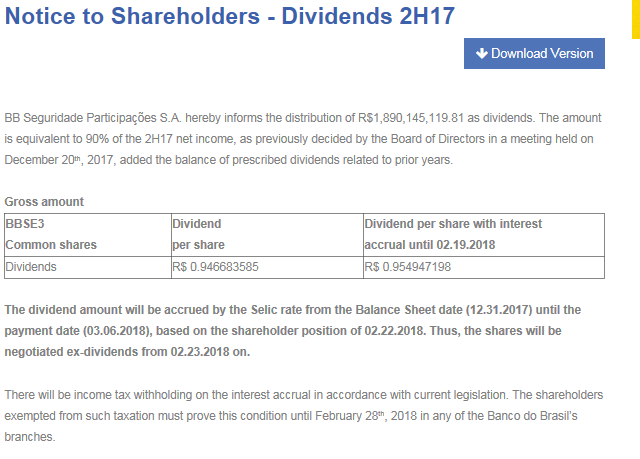 Notice to Shareholders - Dividends 2H17
Download Version
BB Seguridade Participações S.A. hereby informs the distribution of R$1,890,145,119.81 as dividends. The amount
is equivalent to 90% of the 2H17 net income, as previously decided by the Board of Directors in a meeting held on
December 20th, 2017, added the balance of prescribed dividends related to prior years.
Gross amount
BBSE3 Dividend Dividend per share with interest
Common shares per share accrual until 02.19.2018
Dividends R$ 0.946683585 R$ 0.954947198
The dividend amount will be accrued by the Selic rate from the Balance Sheet date (12.31.2017) until the
payment date (03.06.2018), based on the shareholder position of 02.22.2018. Thus, the shares will be
negotiated ex-dividends from 02.23.2018 on.
There will be income tax withholding on the interest accrual in accordance with current legislation. The shareholders
exempted from such taxation must prove this condition until February 28th, 2018 in any of the Banco do Brasil's
branches.